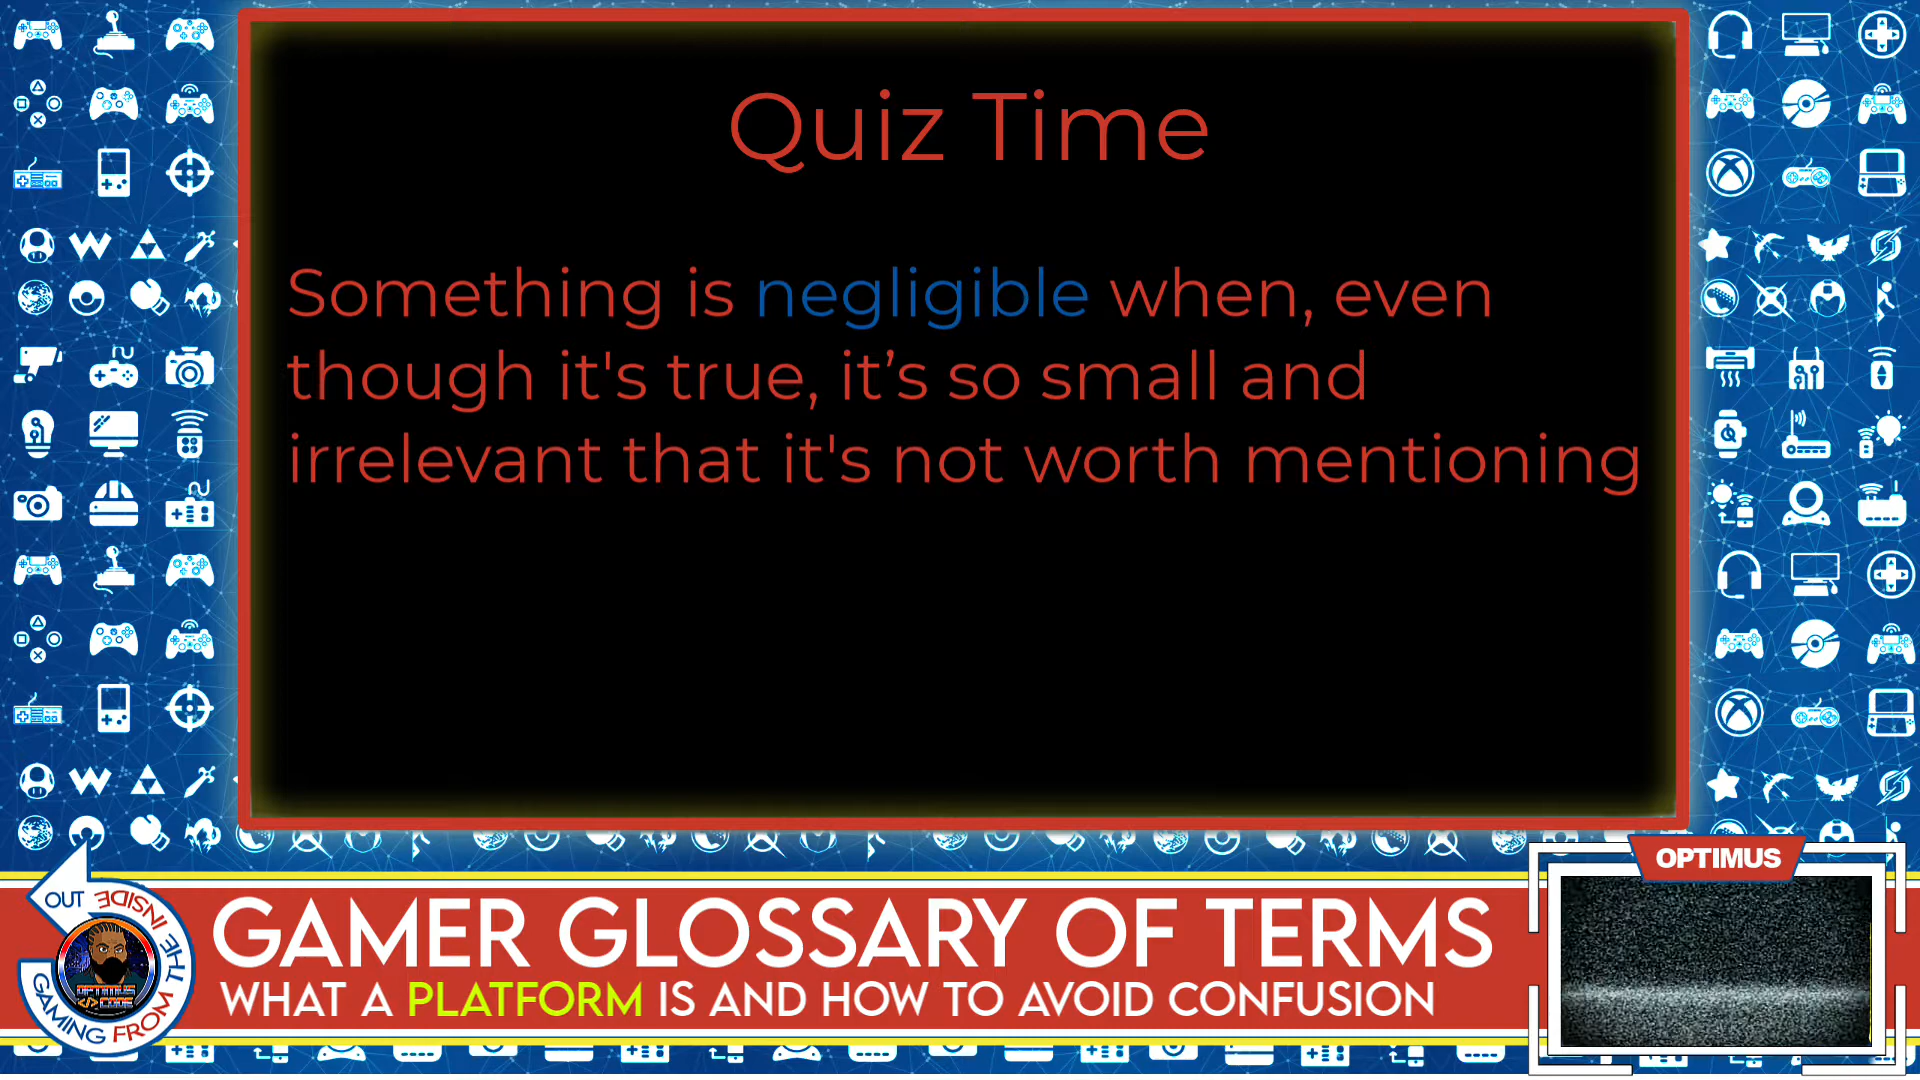 Quiz Time
Something is negligible when, even
though it's true, it’s so small and
irrelevant that it's not worth mentioning
OPTIMUS
GAMER GLOSSARY OF TERMS
WHAT A PLATFORM IS AND HOW TO AVOID CONFUSION
GAMING FROM THE INSIDE OUT
OPTIMUS
CODE